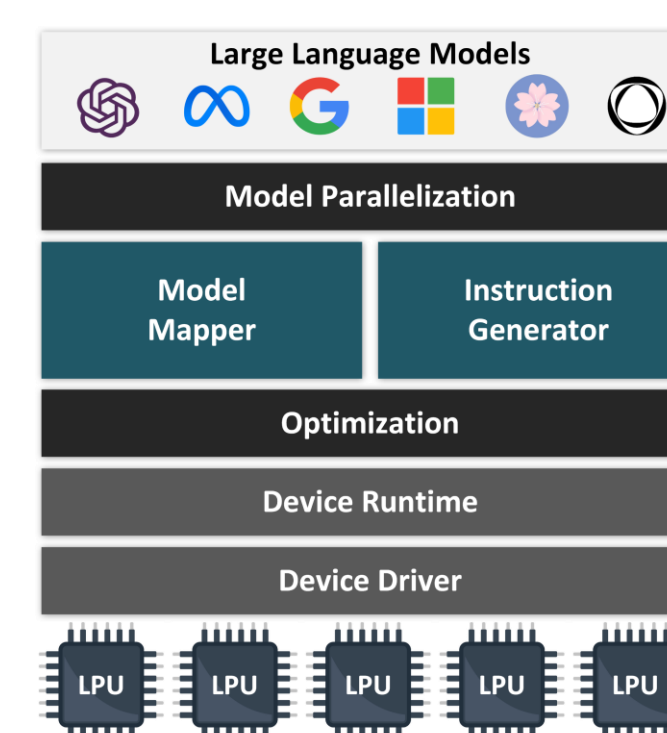 Large Language Models
Model Parallelization
Model
Mapper
Instruction
Generator
Optimization
Device Runtime
Device Driver
LPU
LPU
LPU
LPU
LPU